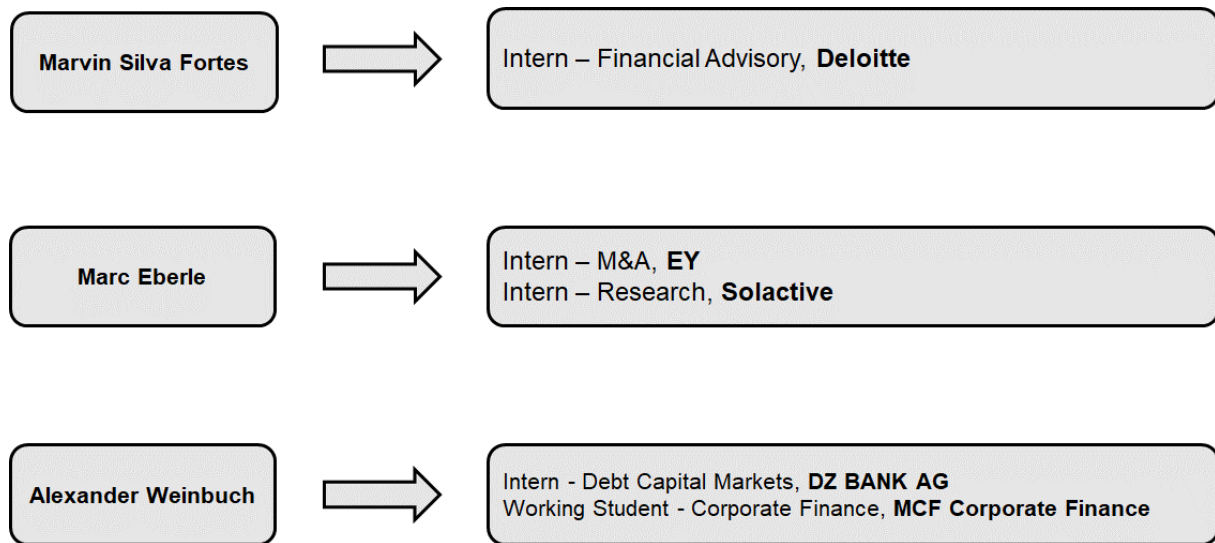 Marvin Silva Fortes
Intern – Financial Advisory, Deloitte
Marc Eberle
Intern – M&A, EY
Intern – Research, Solactive
Alexander Weinbuch
Intern - Debt Capital Markets, DZ BANK AG
Working Student - Corporate Finance, MCF Corporate Finance